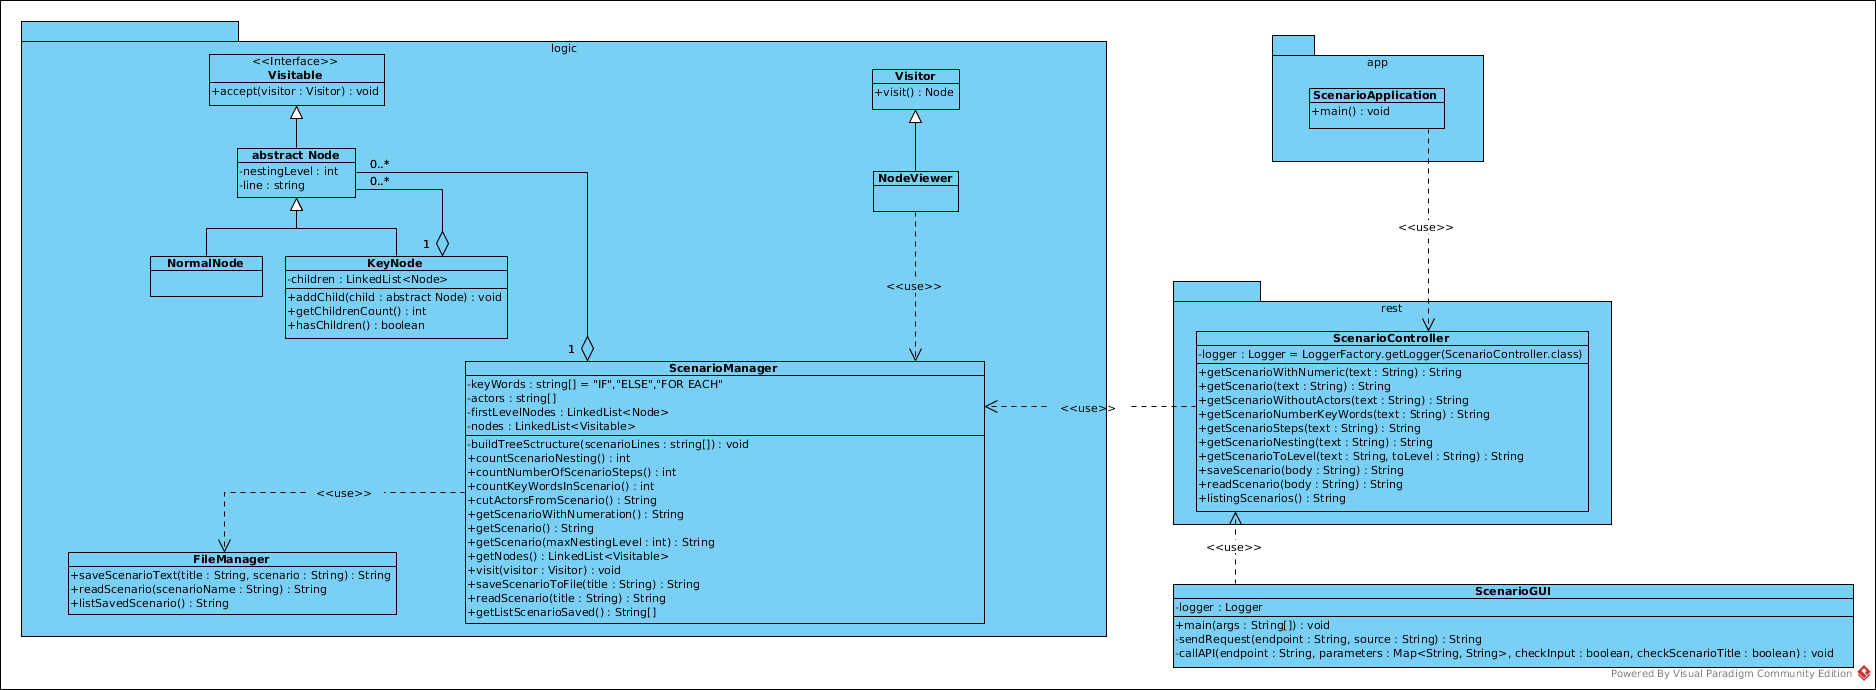 logic
<<Interface>>
Visitable
+accept(visitor : Visitor) : void
abstract Node
-nestingLevel : int
-line : string
0..*
0..*
NormalNode
1
KeyNode
-children : LinkedList<Node>
+addChild(child : abstract Node) : void
+getChildrenCount() : int
+hasChildren() : boolean
Visitor
+visit() : Node
NodeViewer
<<use>>
1
ScenarioManager
-keyWords : string[] = "IF","ELSE","FOR EACH"
-actors : string[]
-firstLevelNodes : LinkedList<Node>
-nodes : LinkedList<Visitable>
-buildTreeSctructure(scenarioLines : string[]) : void
+countScenarioNesting() : int
+countNumberOfScenarioSteps() : int
+countKeyWordsInScenario() : int
+cutActorsFromScenario() : String
+getScenarioWithNumeration() : String
+getScenario() : String
+getScenario(maxNestingLevel : int) : String
+getNodes() : LinkedList<Visitable>
+visit(visitor : Visitor) : void
+saveScenarioToFile(title : String) : String
+readScenario(title : String) : String
+getListScenarioSaved() : String[]
<<use>>
FileManager
+saveScenarioText(title : String, scenario : String) : String
+readScenario(scenarioName : String) : String
+listSavedScenario() : String
<<use>>
app
ScenarioApplication
+main() : void
<<use>>
rest
ScenarioController
-logger : Logger = LoggerFactory.getLogger(ScenarioController.class)
+getScenarioWithNumeric(text : String) : String
+getScenario(text : String) : String
+getScenarioWithoutActors(text : String) : String
+getScenarioNumberKeyWords(text : String) : String
+getScenarioSteps(text : String) : String
+getScenarioNesting(text : String) : String
+getScenarioToLevel(text : String, toLevel : String) : String
+saveScenario(body : String) : String
+readScenario(body : String) : String
+listingScenarios() : String
<<use>>
ScenarioGUI
-logger : Logger
+main(args : String[]) : void
-sendRequest(endpoint : String, source : String) : String
-callAPI(endpoint : String, parameters : Map<String, String>, checkInput : boolean, checkScenarioTitle : boolean) : void
Powered By Visual Paradigm Community Edition